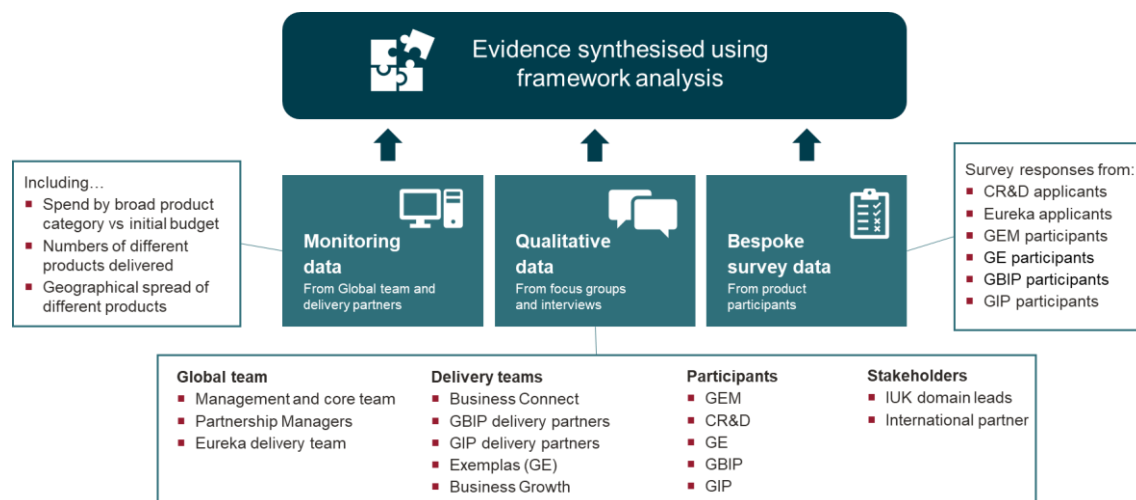 Evidence synthesised using
framework analysis
Including…
Spend by broad product
category vs initial budget
Numbers of different
products delivered
Geographical spread of
different products
Monitoring
data
From Global team and
delivery partners
Qualitative
data
From focus groups
and interviews
Bespoke
survey data
From product
participants
Survey responses from:
CR&D applicants
Eureka applicants
GEM participants
GE participants
GBIP participants
GIP participants
Global team
Management and core team
Partnership Managers
Eureka delivery team
Delivery teams
Business Connect
GBIP delivery partners
GIP delivery partners
Exemplas (GE)
Business Growth
Participants
GEM
CR&D
GE
GBIP
GIP
Stakeholders
IUK domain leads
International partner